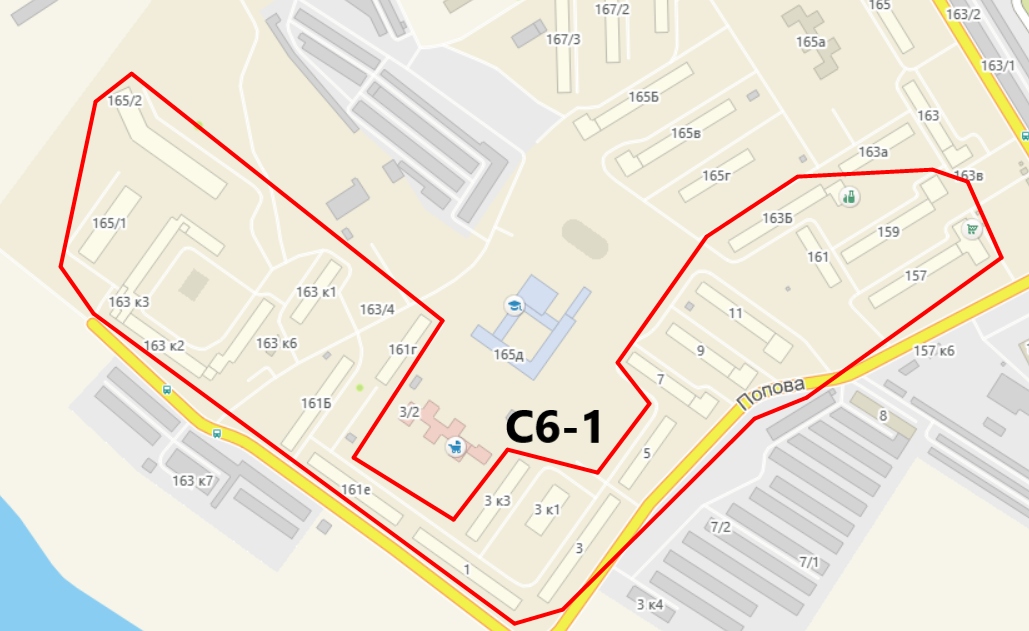 167/2
165
163/2
167/3
165а
163/1
165Б
165/2
163
165в
163а
165г
163в
163Б
165/1
159
161
157
163 к1
163 к3
163/4
11
163 к2
163 к6
161г
9
157 к6
165д
7
Попова
161Б
3/2
8
С6-1
5
163 к7
161е
3 к3
3 к1
7/2
3
7/1
1
3 к4